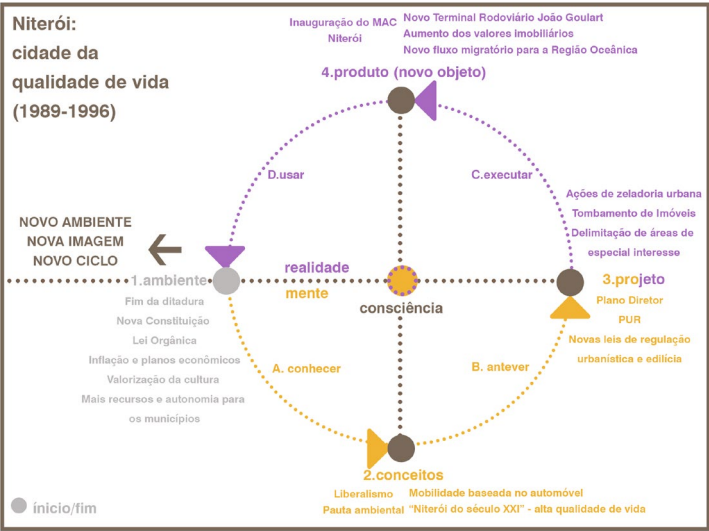 Niterói:
cidade da
qualidade de vida
(1989-1996)
Inauguração do MAC
Niterói
Novo Terminal Rodoviário João Goulart
Aumento dos valores imobiliários
Novo fluxo migratório para a Região Oceânica
4.produto (novo objeto)
D.usar
C.executar
Ações de zeladoria urbana
Tombamento de Imóveis
Delimitação de áreas de
especial interesse
NOVO AMBIENTE
NOVA IMAGEM
NOVO CICLO
realidade
mente
consciência
1.ambiente
Fim da ditadura
Nova Constituição
Lei Orgânica
Inflação e planos econômicos
Valorização da cultura
Mais recursos e autonomia para
os municípios
3.projeto
Plano Diretor
PUR
Novas leis de regulação
urbanística e edilícia
A. conhecer
B. antever
2.conceitos
Liberalismo
Pauta ambiental
Mobilidade baseada no automóvel
“Niterói do século XXI” - alta qualidade de vida
ínicio/fim